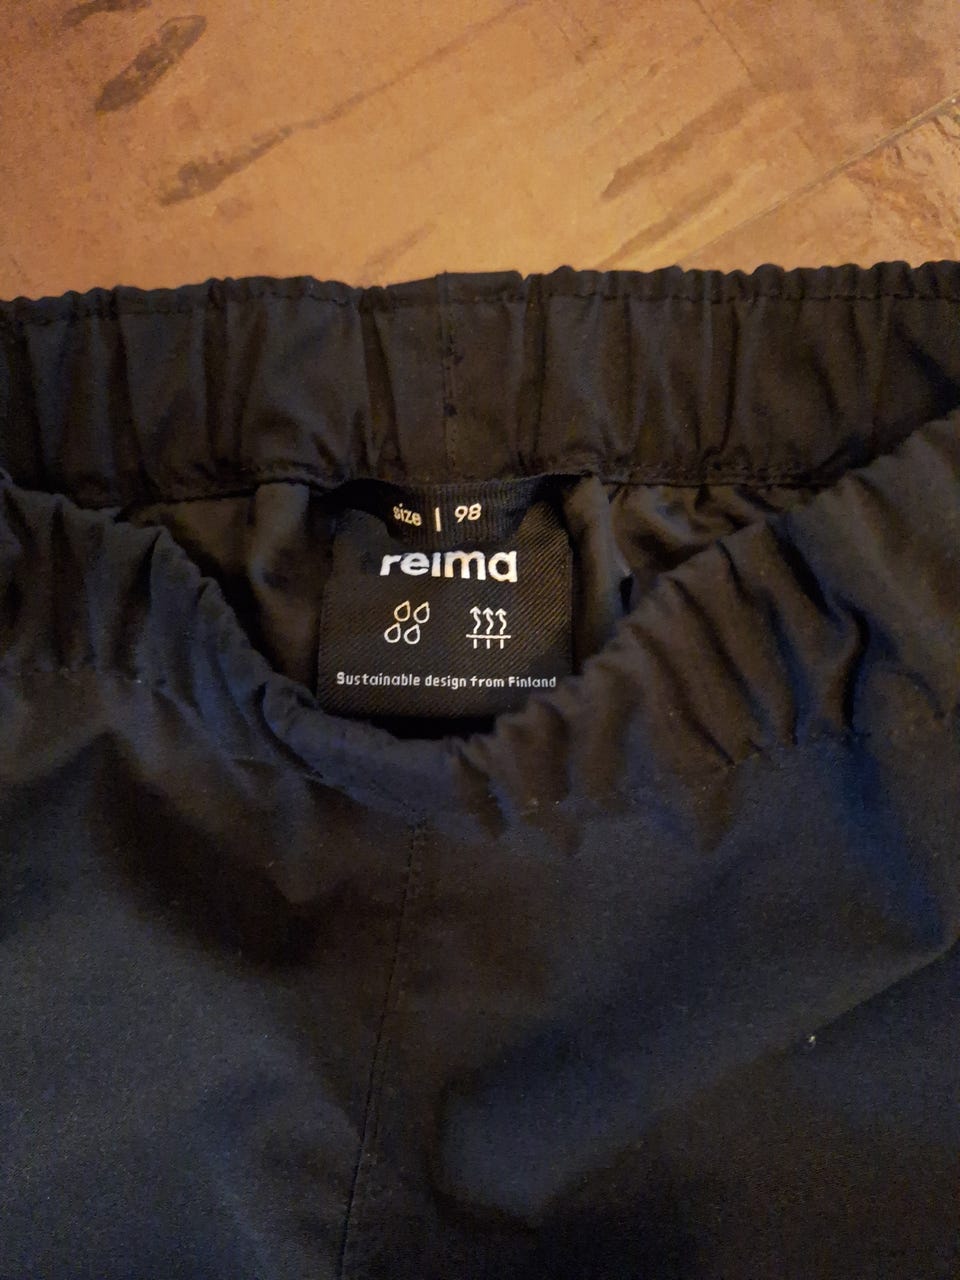 size | 98
reima
Sustainable design from Finland